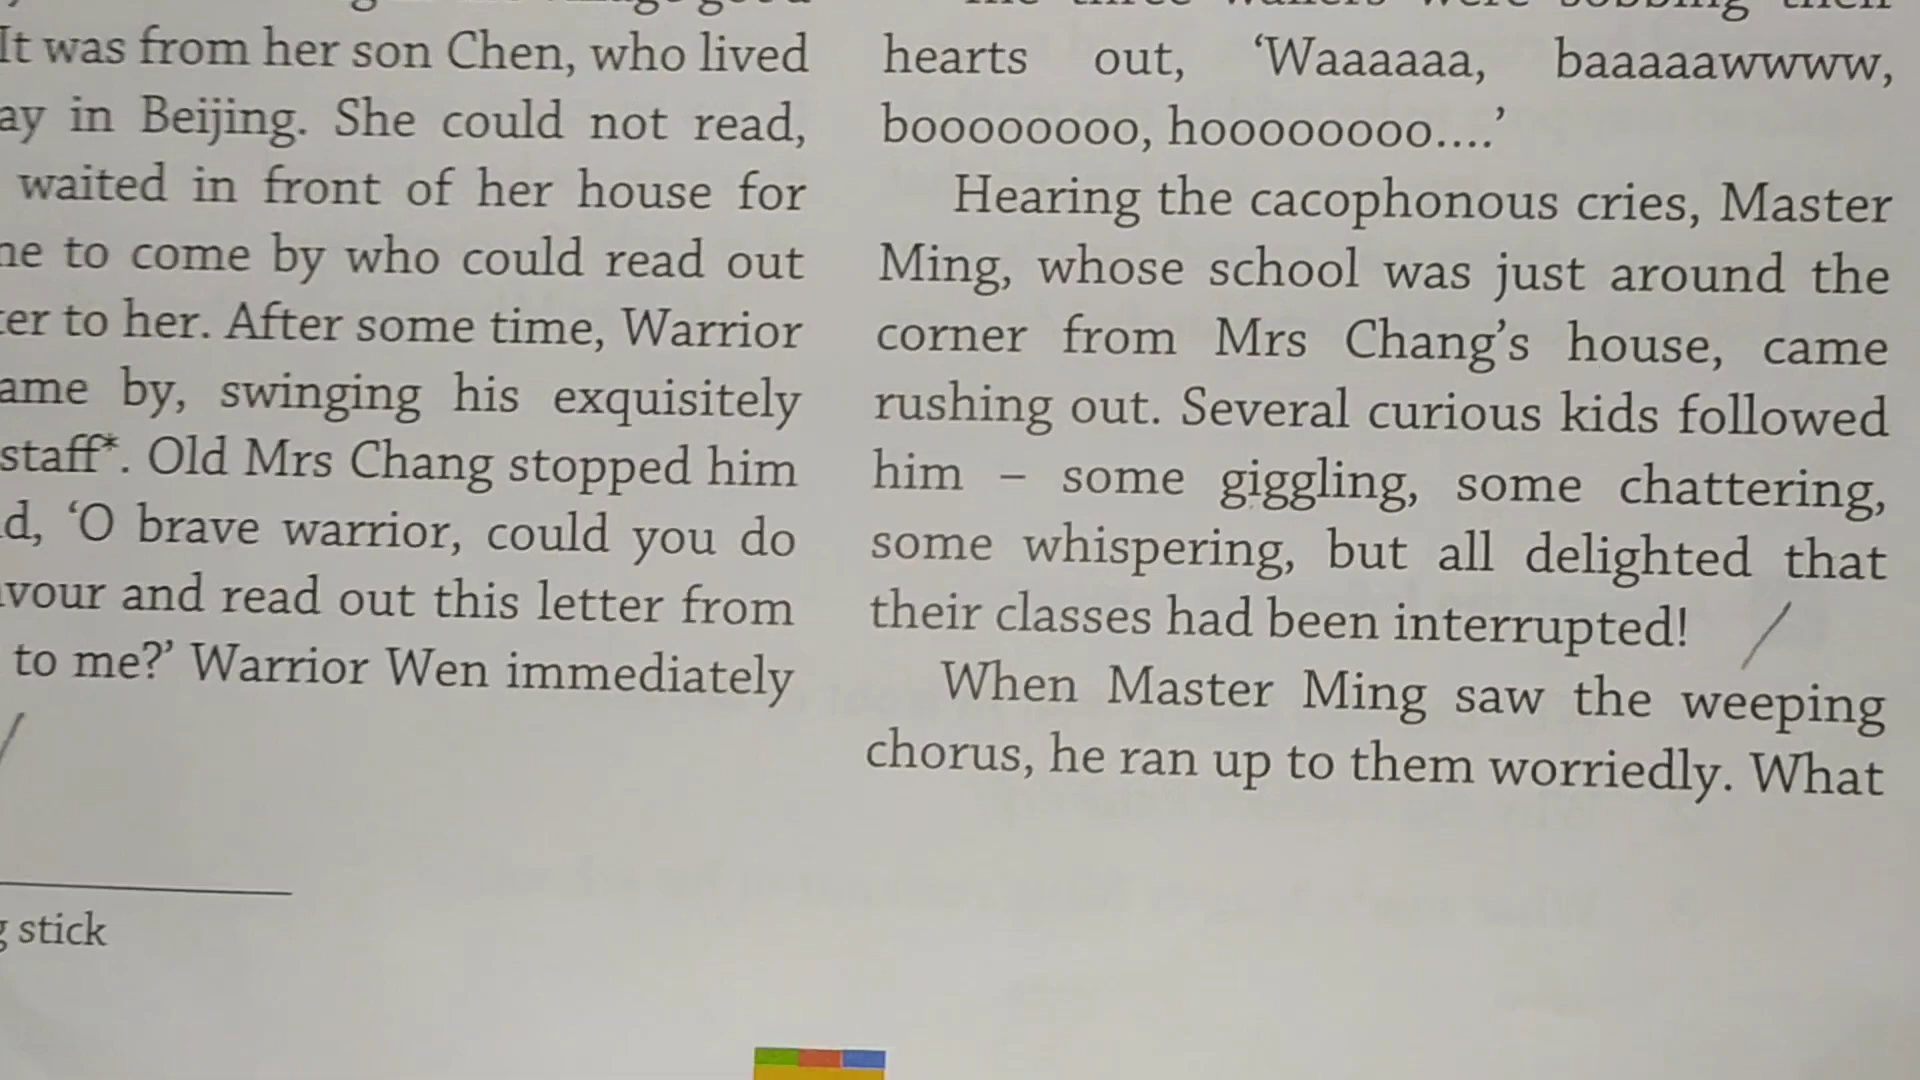 It was from her son Chen, who lived
in Beijing. She could not read,
waited in front of her house for
to come by who could read out
to her. After some time, Warrior
by, swinging his exquisitely
staff*. Old Mrs Chang stopped him
‘O brave warrior, could you do
and read out this letter from
to me?’ Warrior Wen immediately
stick
hearts out, ‘Waaaaaa, baaaaawwww,
boooooooo, hoooooooo....’
Hearing the cacophonous cries, Master
Ming, whose school was just around the
corner from Mrs Chang’s house, came
rushing out. Several curious kids followed
him – some giggling, some chattering,
some whispering, but all delighted that
their classes had been interrupted!
When Master Ming saw the weeping
chorus, he ran up to them worriedly. What